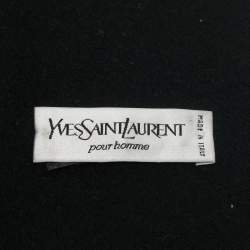 YVESSAINTLAURENT
pour homme
MADE IN ITALY